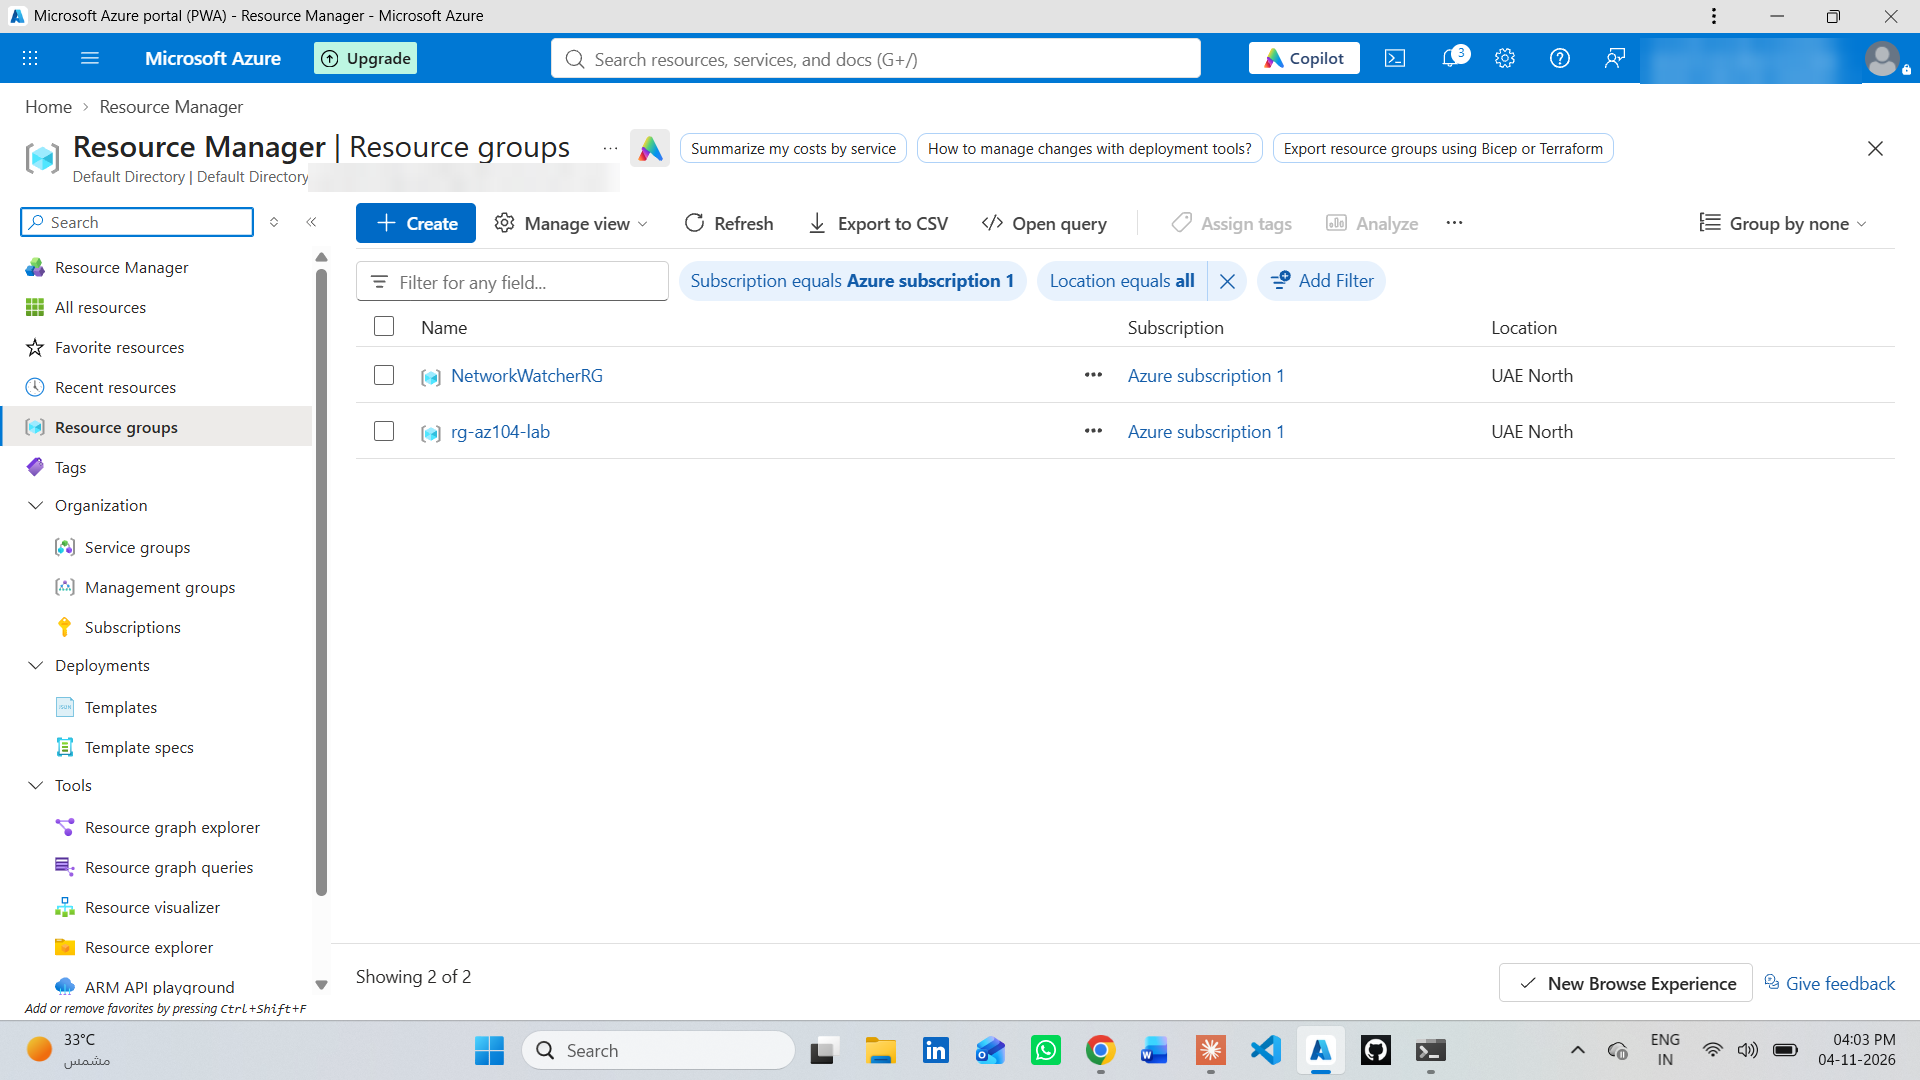 Microsoft Azure portal (PWA) - Resource Manager - Microsoft Azure
Microsoft Azure
Upgrade
Search resources, services, and docs (G+/)
Copilot
3
Home > Resource Manager
Resource Manager | Resource groups
...
Summarize my costs by service
How to manage changes with deployment tools?
Export resource groups using Bicep or Terraform
Default Directory | Default Directory
Search
Create
Manage view
Refresh
Export to CSV
Open query
Assign tags
Analyze
Group by none
Filter for any field...
Subscription equals Azure subscription 1
Location equals all
Add Filter
Name
Subscription
Location
NetworkWatcherRG
Azure subscription 1
UAE North
rg-az104-lab
Azure subscription 1
UAE North
Resource Manager
All resources
Favorite resources
Recent resources
Resource groups
Tags
Organization
Service groups
Management groups
Subscriptions
Deployments
Templates
Template specs
Tools
Resource graph explorer
Resource graph queries
Resource visualizer
Resource explorer
ARM API playground
Add or remove favorites by pressing Ctrl+Shift+F
Showing 2 of 2
New Browse Experience
Give feedback
33°C
مشمس
Search
ENG
IN
04:03 PM
04-11-2026